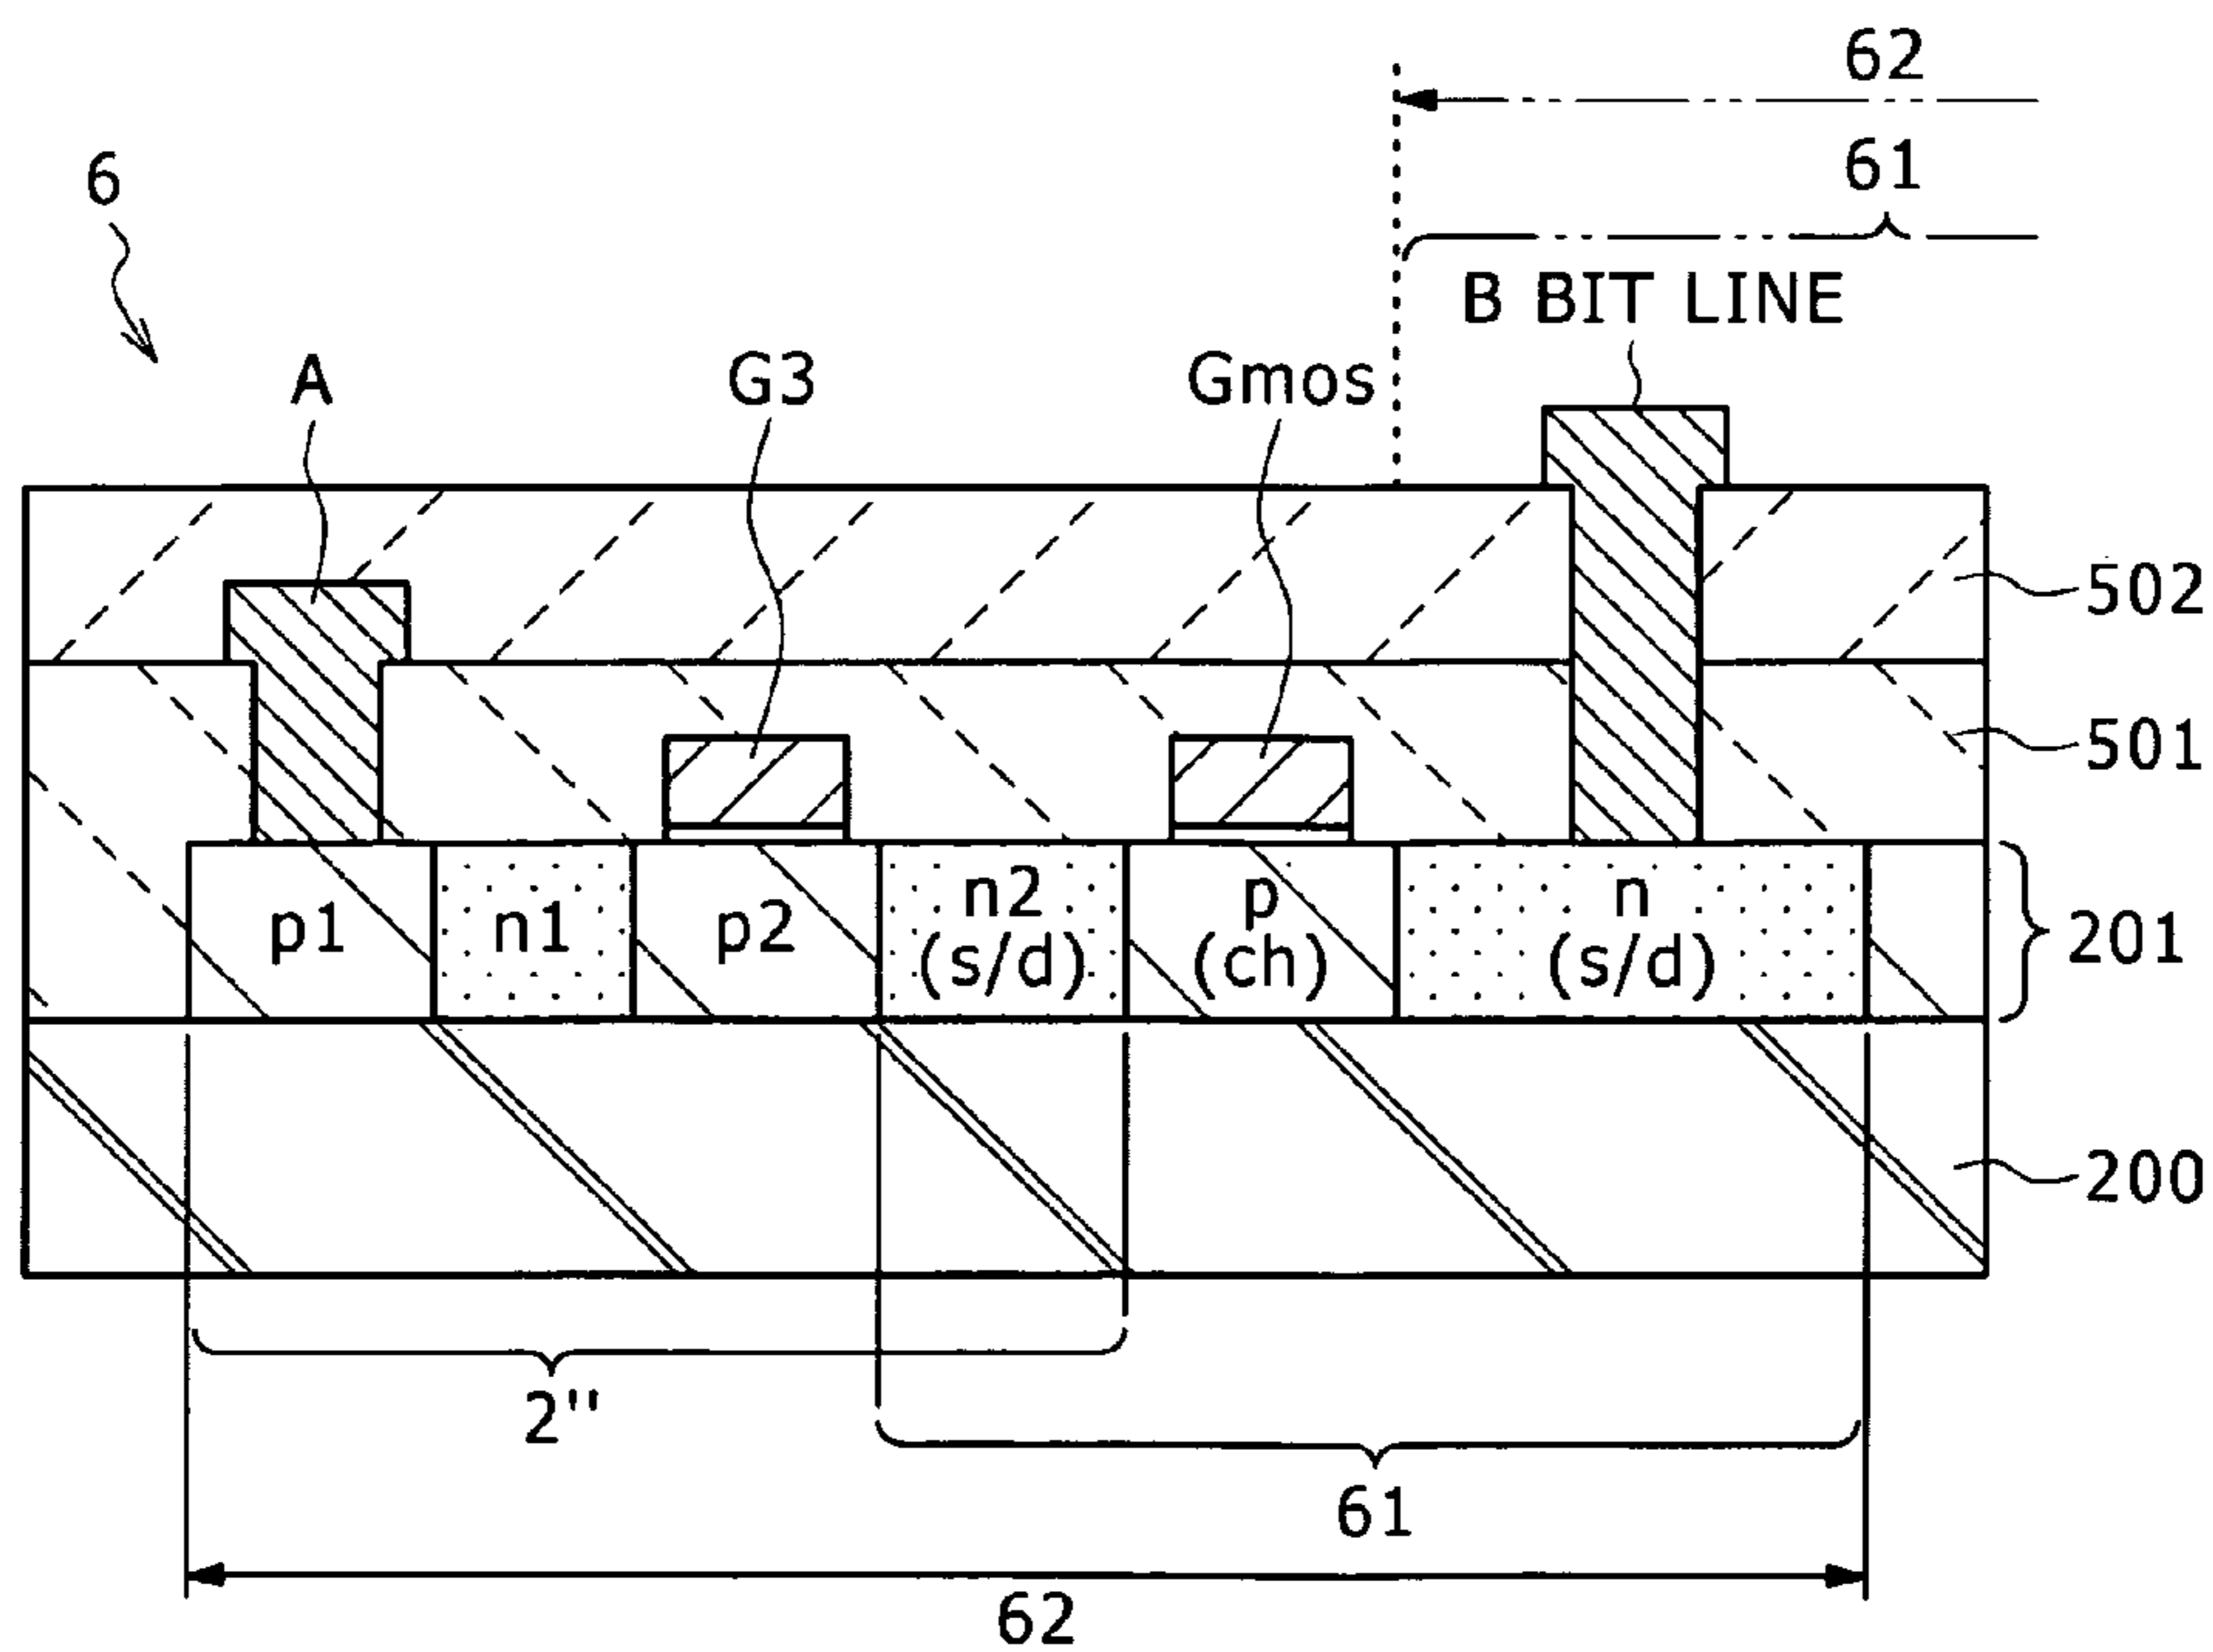 62
61
6
B BIT LINE
A
G3
Gmos
502
501
p1
n1
p2
n2
(s/d)
p
(ch)
n
(s/d)
201
200
2"
61
62